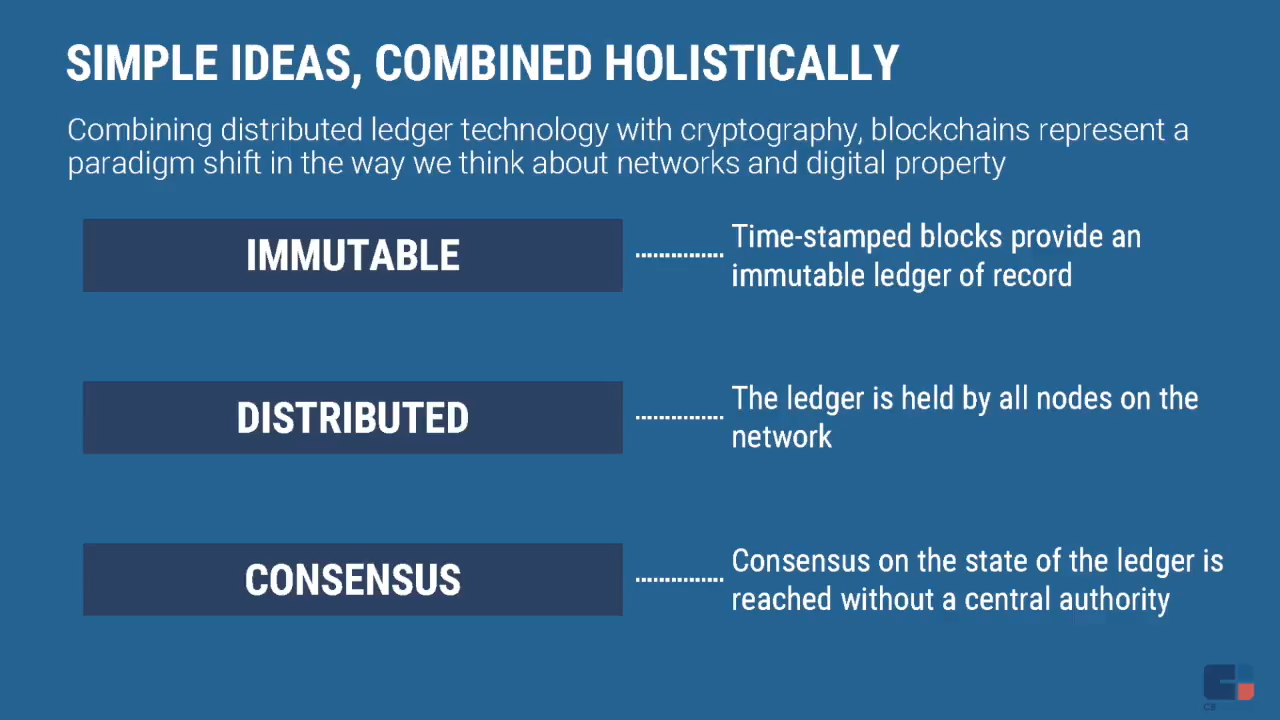 SIMPLE IDEAS, COMBINED HOLISTICALLY
Combining distributed ledger technology with cryptography, blockchains represent a
paradigm shift in the way we think about networks and digital property
IMMUTABLE
Time-stamped blocks provide an
immutable ledger of record
DISTRIBUTED
The ledger is held by all nodes on the
network
CONSENSUS
Consensus on the state of the ledger is
reached without a central authority